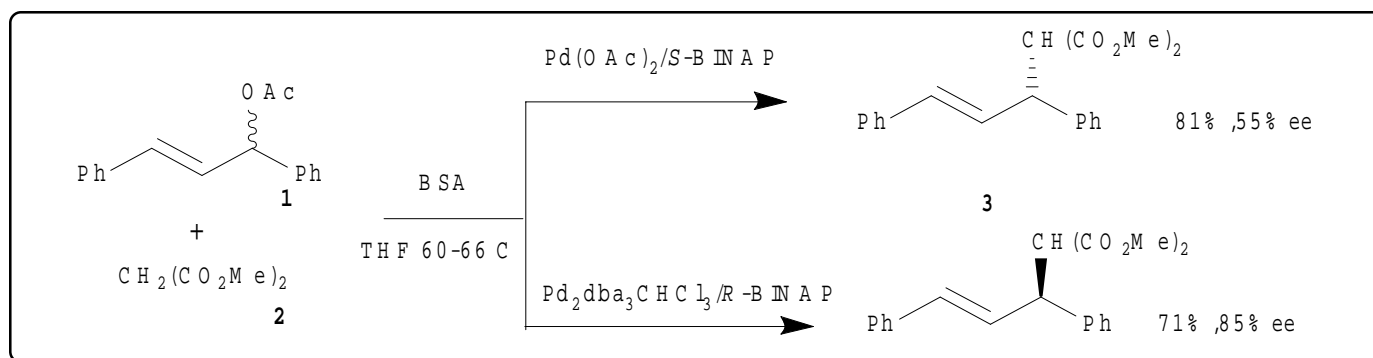 OAc
Ph
Ph
1
+
CH₂(CO₂Me)₂
2
BSA
THF 60-66 C
Pd(OAc)₂/S-BINAP
Pd₂dba₃CHCl₃/R-BINAP
CH(CO₂Me)₂
Ph
Ph
81% ,55% ee
3
CH(CO₂Me)₂
Ph
Ph
71% ,85% ee